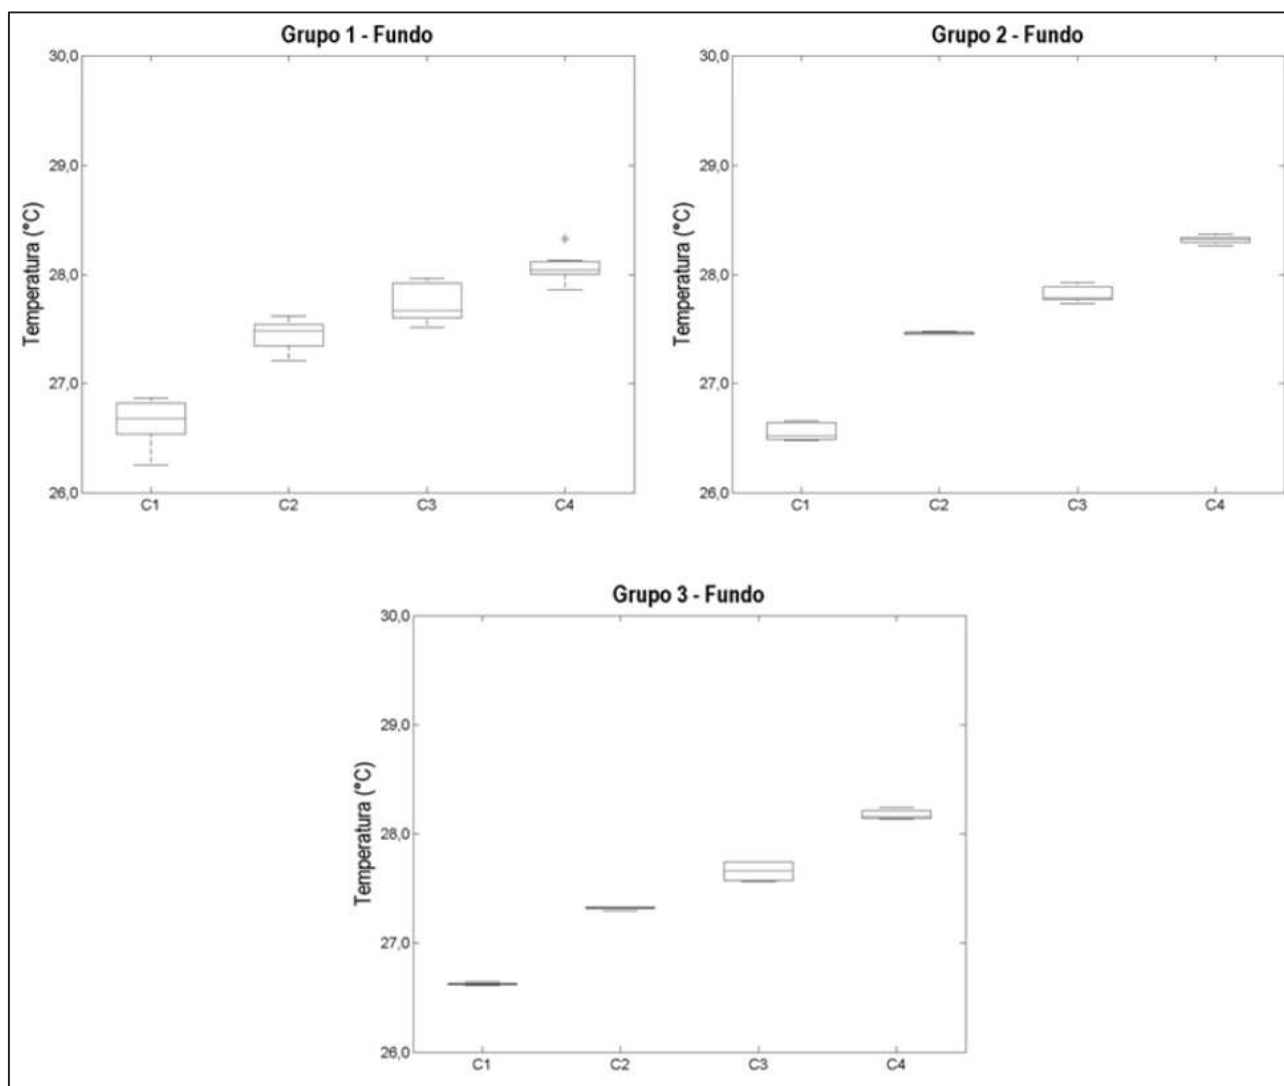 Grupo 1 - Fundo
30,0
29,0
28,0
27,0
26,0
Temperatura (°C)
C1 C2 C3 C4
Grupo 2 - Fundo
30,0
29,0
28,0
27,0
26,0
Temperatura (°C)
C1 C2 C3 C4
Grupo 3 - Fundo
30,0
29,0
28,0
27,0
26,0
Temperatura (°C)
C1 C2 C3 C4